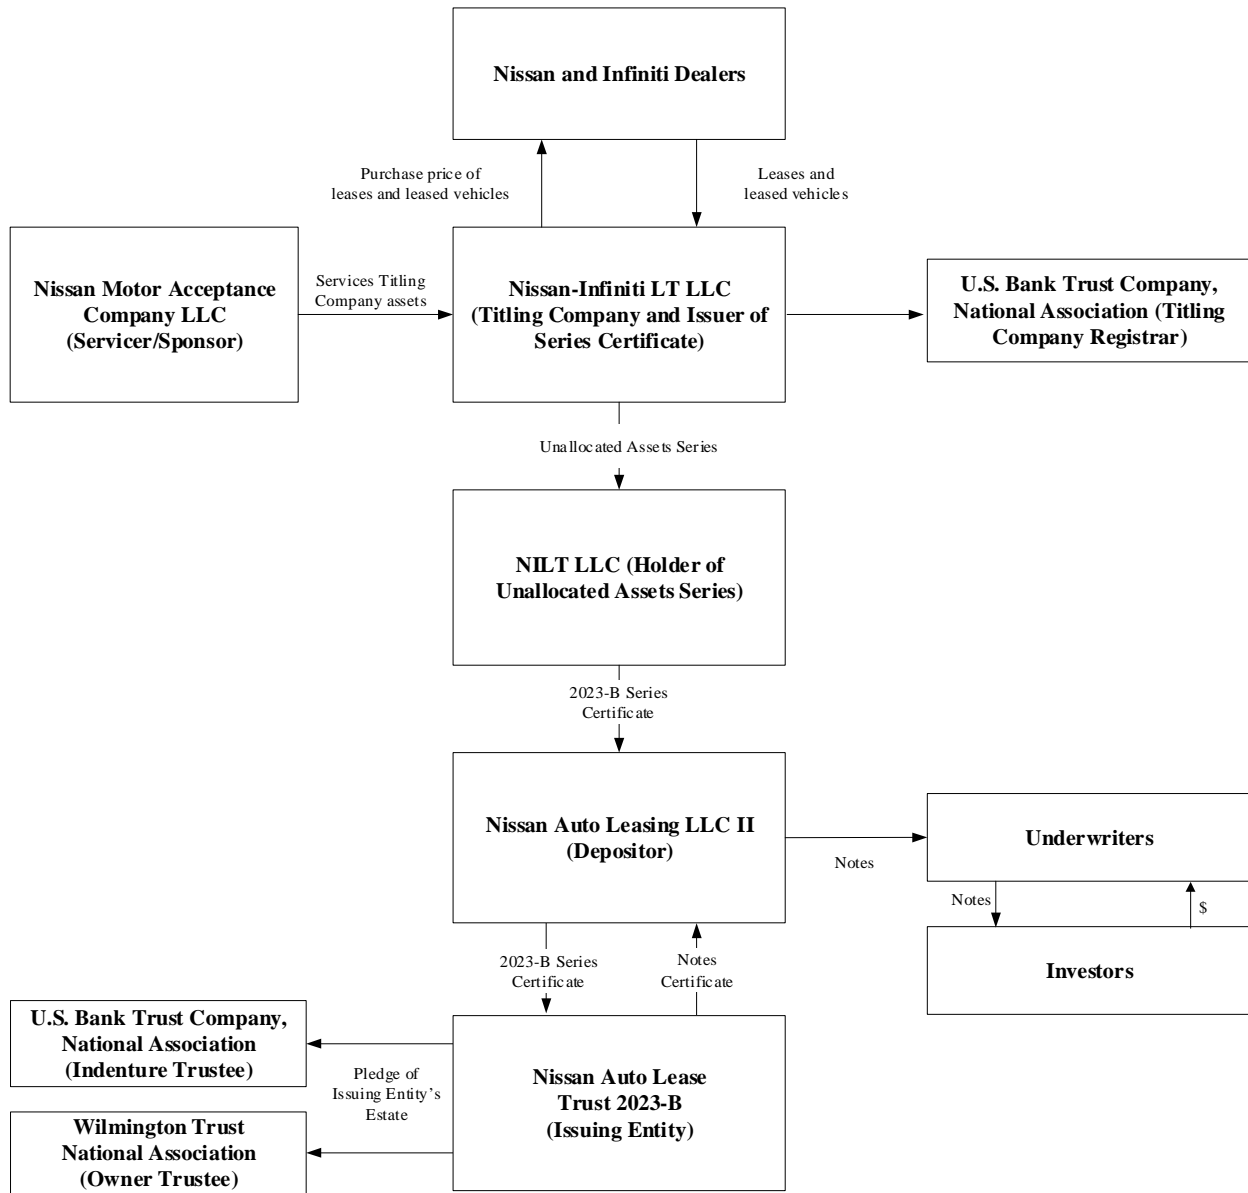 Nissan and Infiniti Dealers
Purchase price of
leases and leased vehicles
Leases and
leased vehicles
Nissan Motor Acceptance
Company LLC
(Servicer/Sponsor)
Services Titling
Company assets
Nissan-Infiniti LT LLC
(Titling Company and Issuer of
Series Certificate)
U.S. Bank Trust Company,
National Association (Titling
Company Registrar)
Unallocated Assets Series
NILT LLC (Holder of
Unallocated Assets Series)
2023-B Series
Certificate
Nissan Auto Leasing LLC II
(Depositor)
Notes
Underwriters
Notes
$
Investors
2023-B Series
Certificate
Notes
Certificate
U.S. Bank Trust Company,
National Association
(Indenture Trustee)
Pledge of
Issuing Entity’s
Estate
Nissan Auto Lease
Trust 2023-B
(Issuing Entity)
Wilmington Trust
National Association
(Owner Trustee)